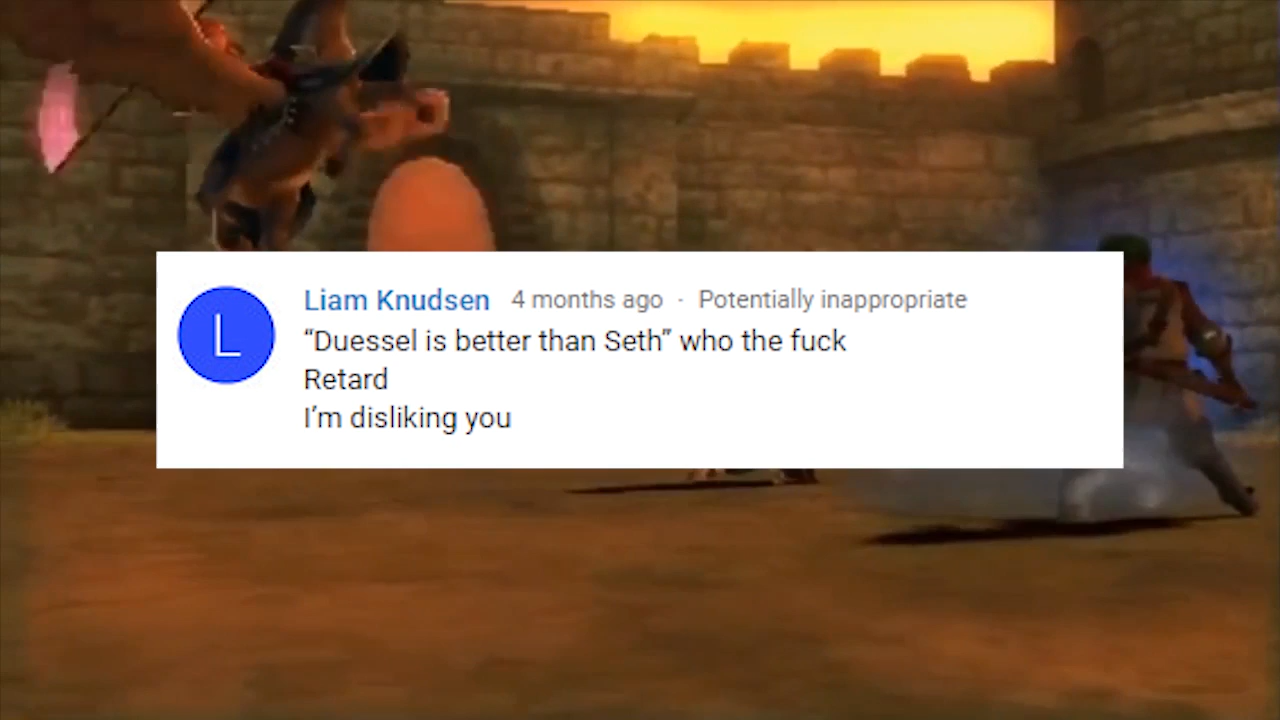 L
Liam Knudsen 4 months ago · Potentially inappropriate
“Duessel is better than Seth” who the fuck
Retard
I’m disliking you